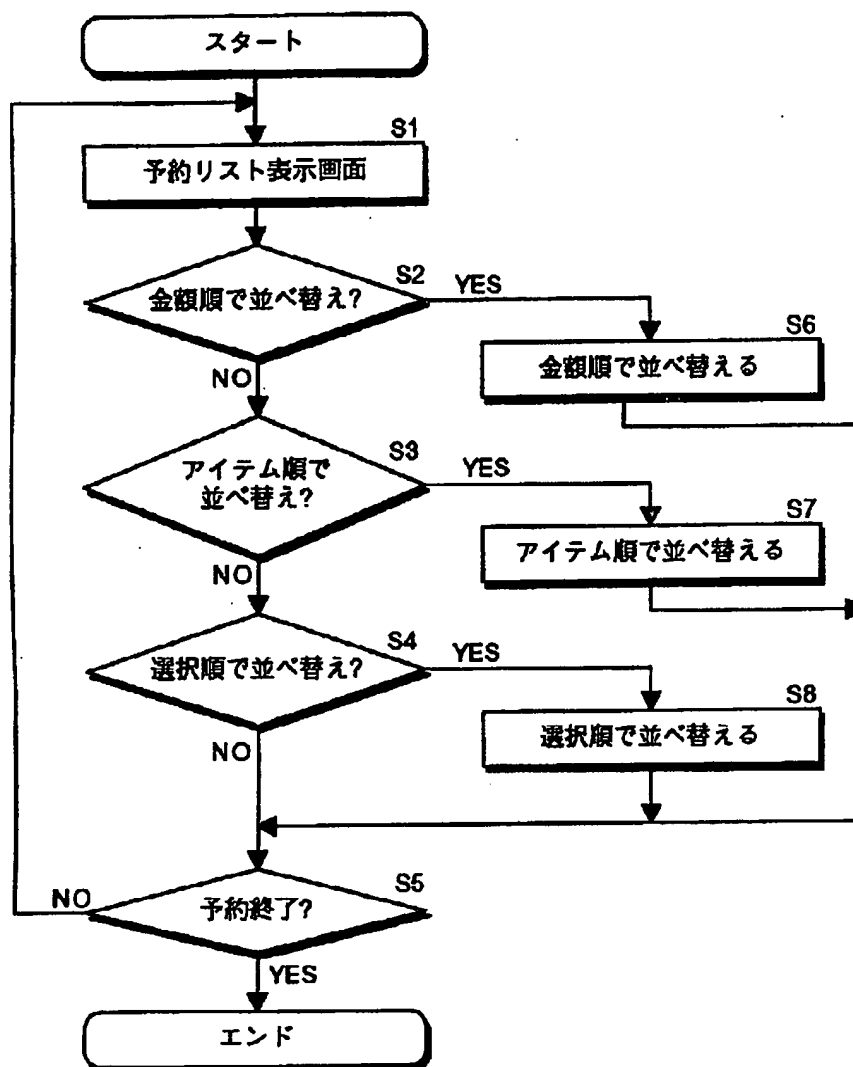 スタート
S1
予約リスト表示画面
S2
金額順で並べ替え?
YES
NO
S6
金額順で並べ替える
S3
アイテム順で
並べ替え?
YES
NO
S7
アイテム順で並べ替える
S4
選択順で並べ替え?
YES
NO
S8
選択順で並べ替える
S5
予約終了?
NO
YES
エンド